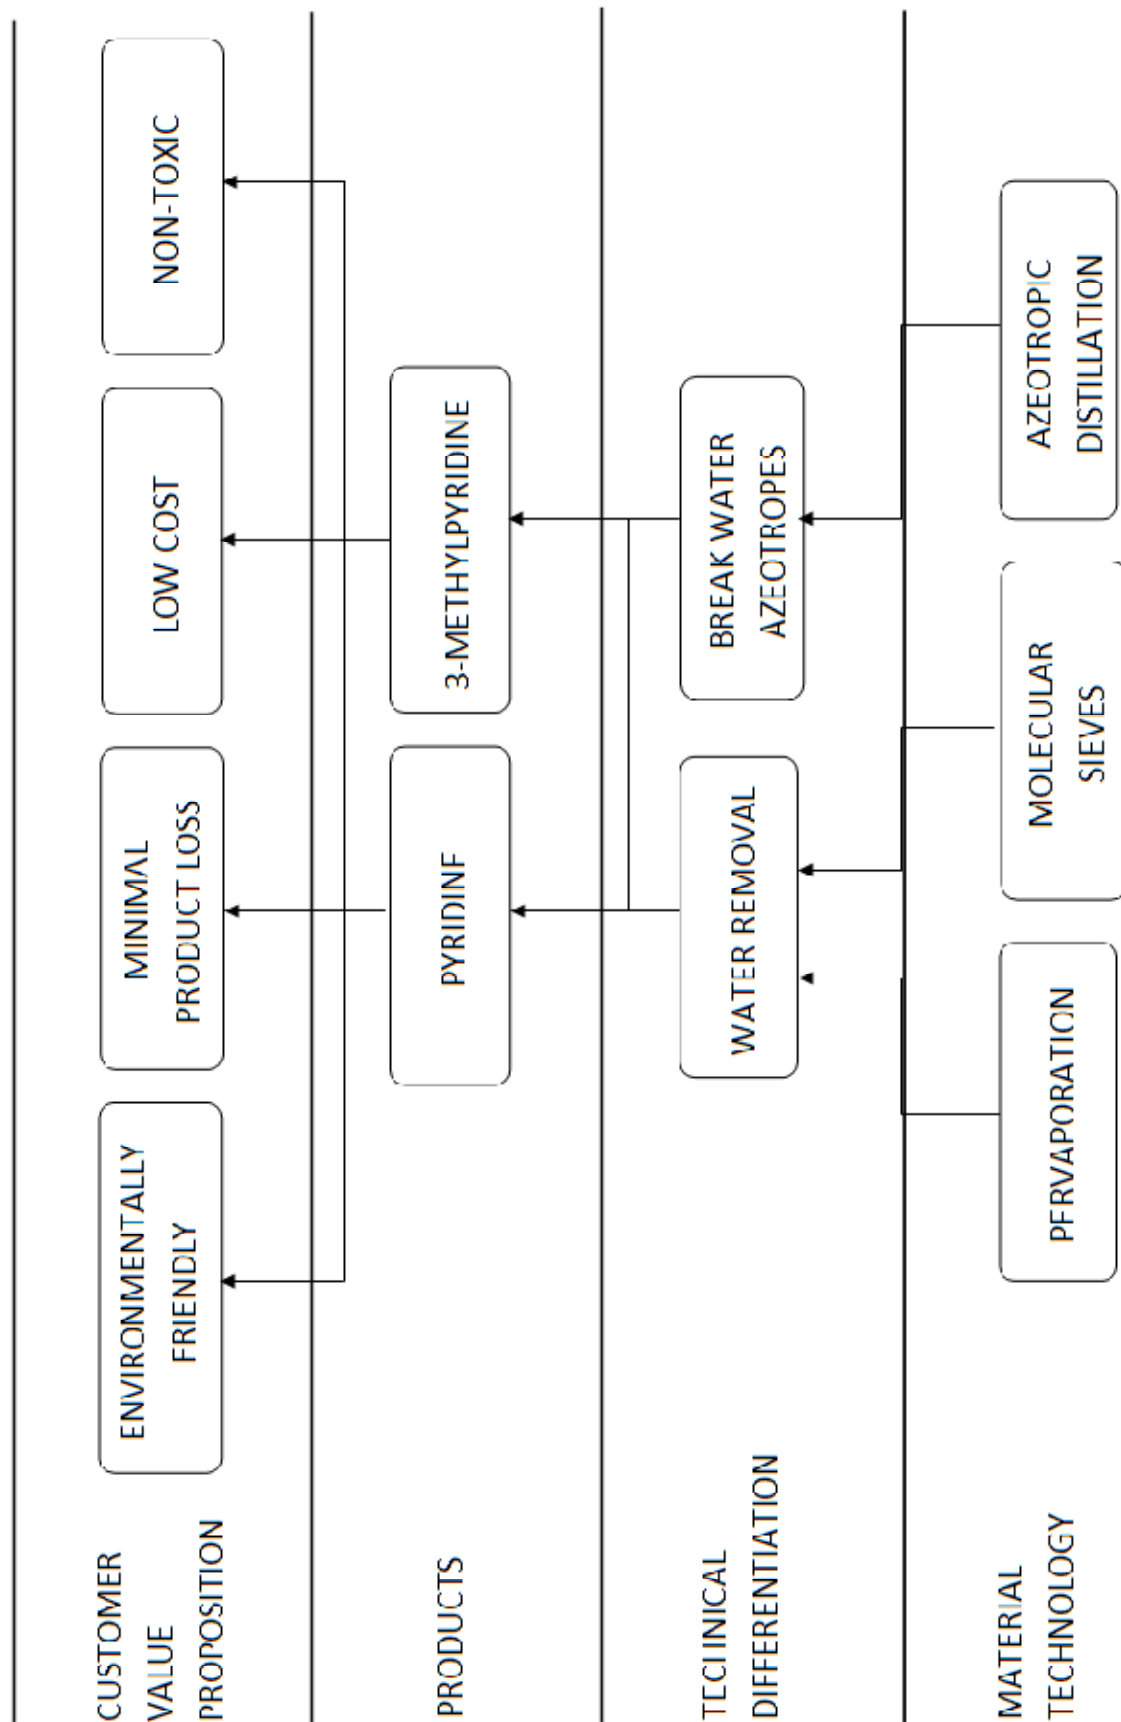 CUSTOMER
VALUE
PROPOSITION
ENVIRONMENTALLY
FRIENDLY
MINIMAL
PRODUCT LOSS
LOW COST
NON-TOXIC
PRODUCTS
PYRIDINF
3-METHYLPYRIDINE
TECIINICAL
DIFFERENTIATION
WATER REMOVAL
BREAK WATER
AZEOTROPES
MATERIAL
TECHNOLOGY
PFRVAPORATION
MOLECULAR
SIEVES
AZEOTROPIC
DISTILLATION